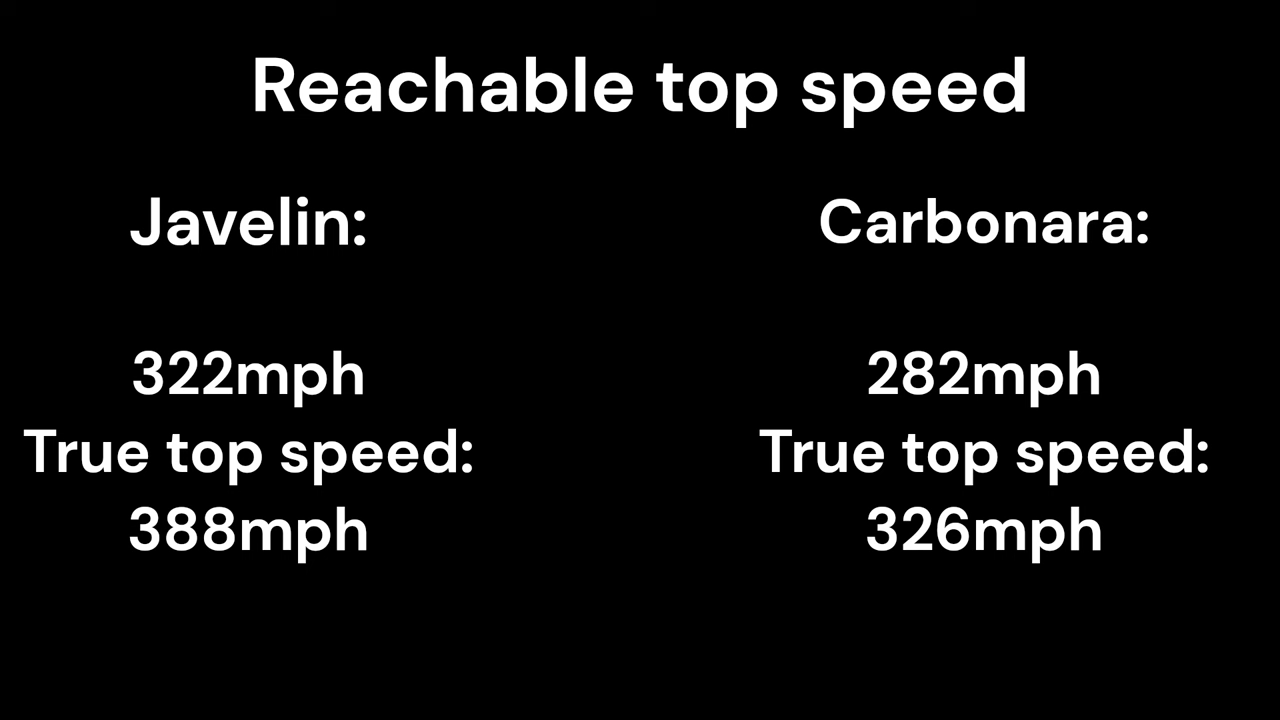 Reachable top speed
Javelin:
322mph
True top speed:
388mph
Carbonara:
282mph
True top speed:
326mph